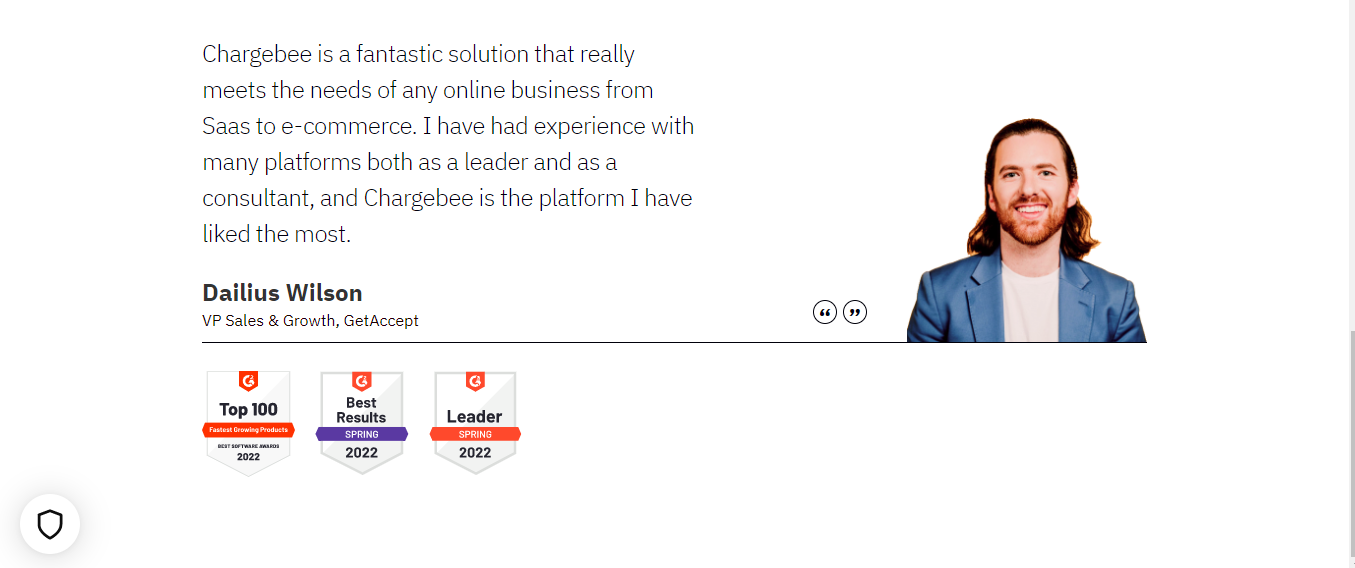 Chargebee is a fantastic solution that really
meets the needs of any online business from
Saas to e-commerce. I have had experience with
many platforms both as a leader and as a
consultant, and Chargebee is the platform I have
liked the most.
Dailius Wilson
VP Sales & Growth, GetAccept
Top 100
Fastest Growing Products
BEST SOFTWARE AWARDS
2022
Best
Results
SPRING
2022
Leader
SPRING
2022